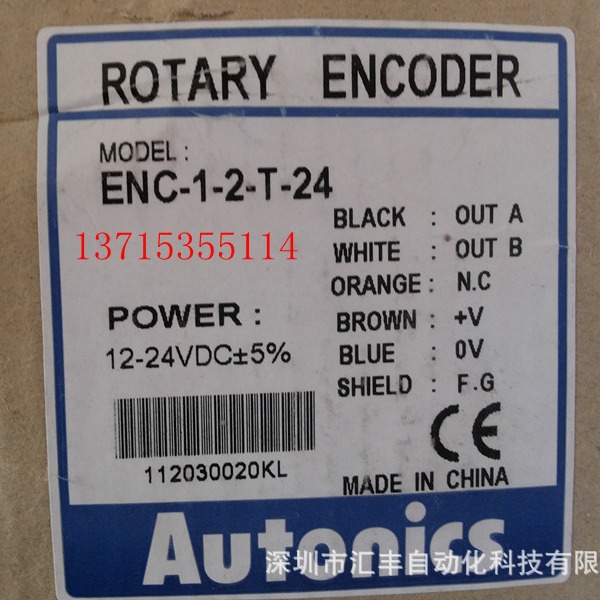 ROTARY ENCODER
MODEL :
ENC-1-2-T-24
13715355114
POWER :
12-24VDC±5%
112030020KL
BLACK : OUT A
WHITE : OUT B
ORANGE : N.C
BROWN : +V
BLUE : 0V
SHIELD : F.G
CE
MADE IN CHINA
Autonics
深圳市汇丰自动化科技有限